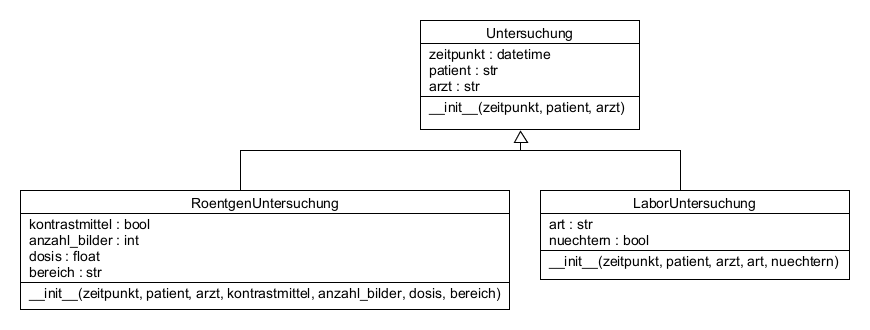 Untersuchung
zeitpunkt : datetime
patient : str
arzt : str
__init__(zeitpunkt, patient, arzt)
RoentgenUntersuchung
kontrastmittel : bool
anzahl_bilder : int
dosis : float
bereich : str
__init__(zeitpunkt, patient, arzt, kontrastmittel, anzahl_bilder, dosis, bereich)
LaborUntersuchung
art : str
nuechtern : bool
__init__(zeitpunkt, patient, arzt, art, nuechtern)